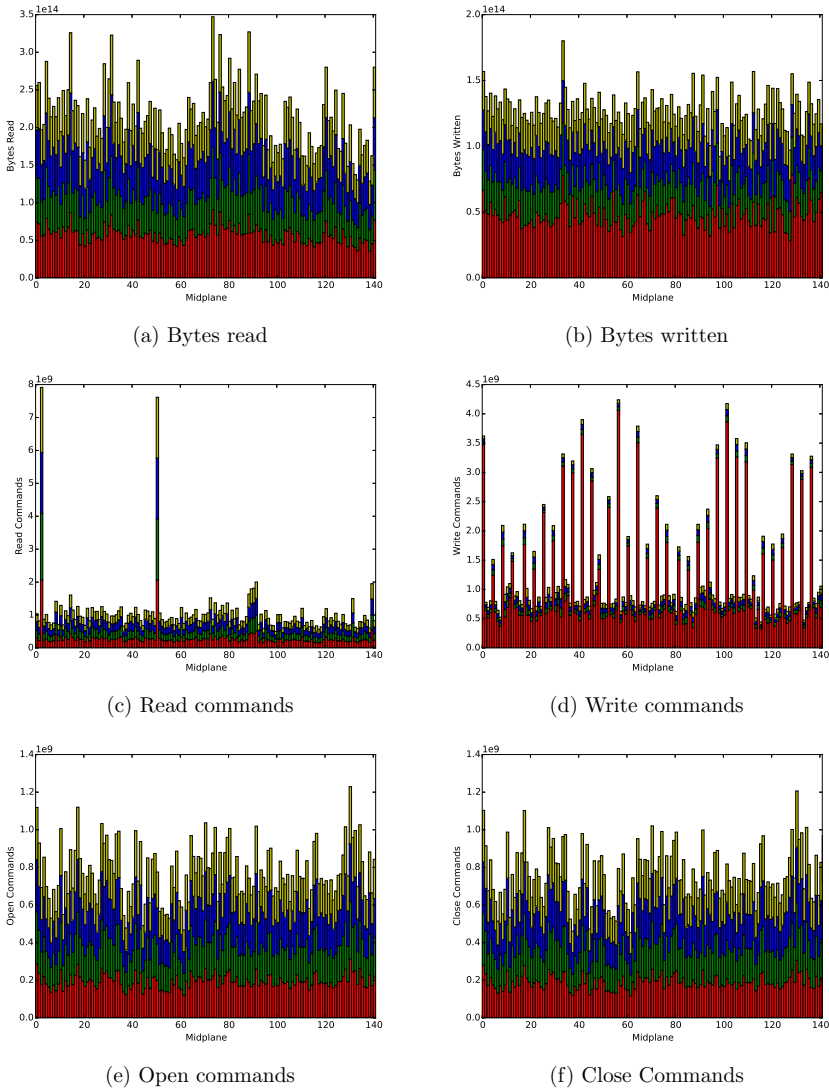 1e14
3.5
3.0
2.5
2.0
1.5
1.0
0.5
0.0
Bytes Read
0 20 40 60 80 100 120 140
Midplane
(a) Bytes read
1e14
2.0
1.5
1.0
0.5
0.0
Bytes Written
0 20 40 60 80 100 120 140
Midplane
(b) Bytes written
1e9
8
7
6
5
4
3
2
1
0
Read Commands
0 20 40 60 80 100 120 140
Midplane
(c) Read commands
1e9
4.5
4.0
3.5
3.0
2.5
2.0
1.5
1.0
0.5
0.0
Write Commands
0 20 40 60 80 100 120 140
Midplane
(d) Write commands
1e9
1.4
1.2
1.0
0.8
0.6
0.4
0.2
0.0
Open Commands
0 20 40 60 80 100 120 140
Midplane
(e) Open commands
1e9
1.4
1.2
1.0
0.8
0.6
0.4
0.2
0.0
Close Commands
0 20 40 60 80 100 120 140
Midplane
(f) Close Commands